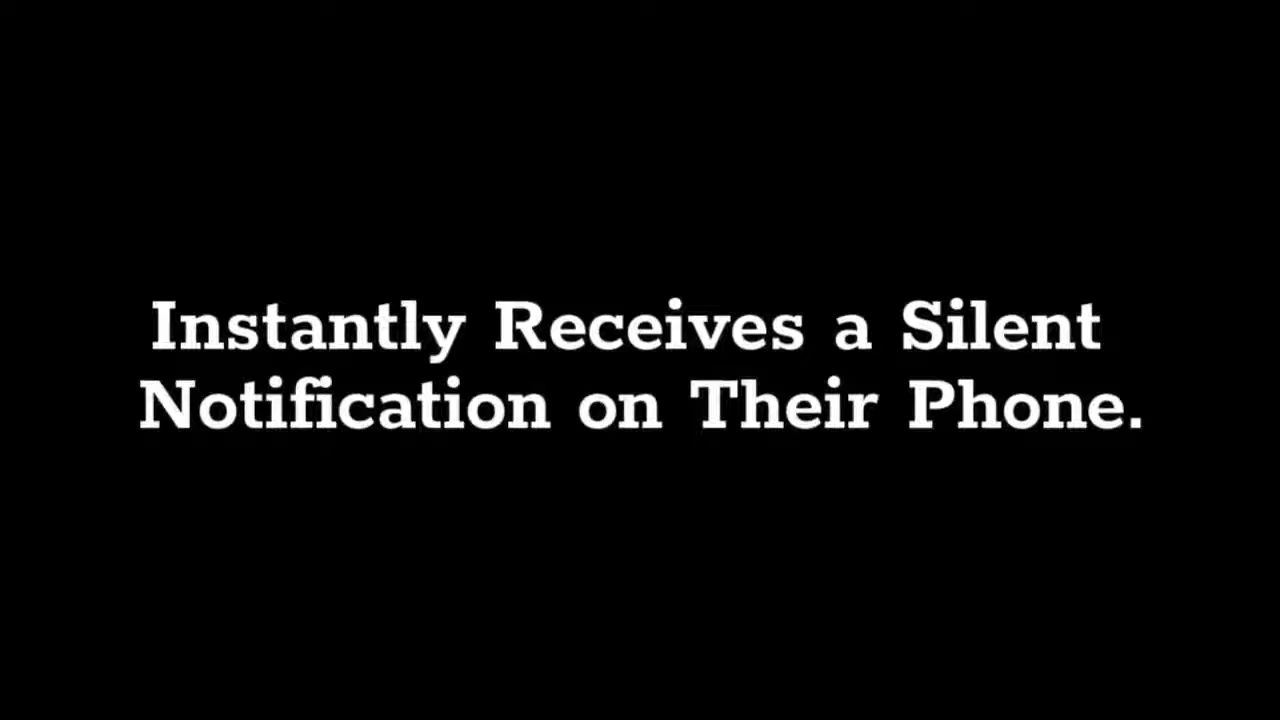 Instantly Receives a Silent
Notification on Their Phone.